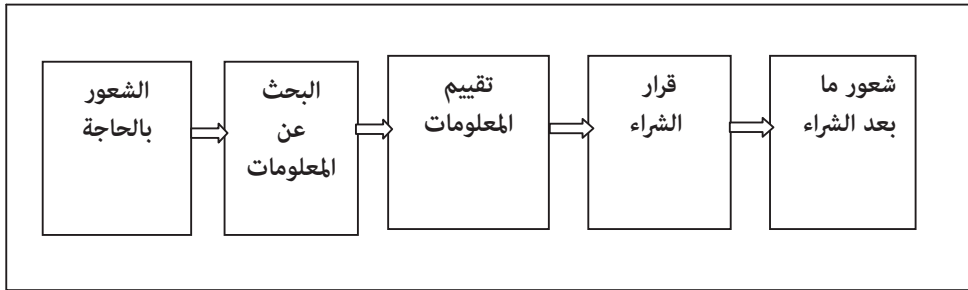 الشعور
بالحاجة
البحث
عن
المعلومات
تقييم
المعلومات
قرار
الشراء
شعور ما
بعد الشراء